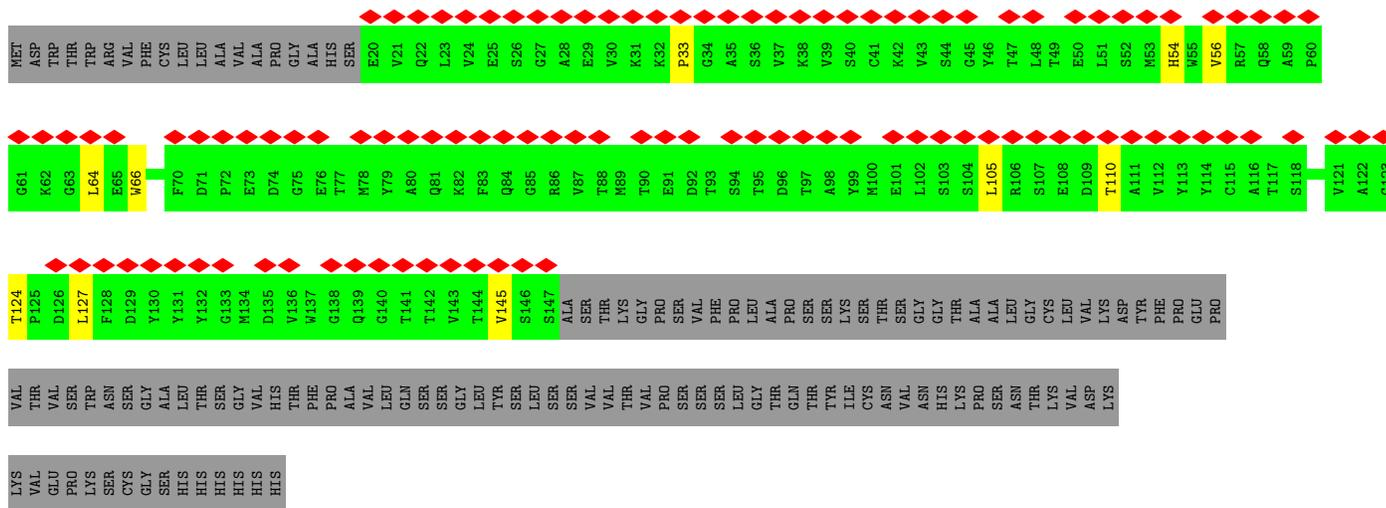 MET ASP TRP THR TRP ARG VAL PHE CYS LEU LEU ALA VAL ALA PRO GLY ALA HIS SER E20 V21 Q22 L23 V24 E25 S26 G27 A28 E29 V30 K31 K32 P33 G34 A35 S36 V37 K38 V39 S40 C41 K42 V43 S44 G45 Y46 T47 L48 T49 E50 L51 S52 M53 H54 W55 V56 R57 Q58 A59 P60
G61 K62 G63 L64 E65 W66 F70 D71 P72 E73 D74 G75 E76 T77 M78 Y79 A80 Q81 K82 F83 Q84 G85 R86 V87 T88 M89 T90 E91 D92 T93 S94 T95 D96 T97 A98 Y99 M100 E101 L102 S103 S104 L105 R106 S107 E108 D109 T110 A111 V112 Y113 Y114 C115 A116 T117 S118 V121 A122
T124 P125 D126 L127 F128 D129 Y130 Y131 Y132 G133 M134 D135 V136 W137 G138 Q139 G140 T141 T142 V143 T144 V145 S146 S147 ALA SER THR LYS GLY PRO SER VAL PHE PRO LEU ALA PRO SER SER LYS SER THR SER GLY GLY THR ALA ALA LEU GLY CYS LEU VAL LYS ASP TYR PHE PRO GLU PRO
VAL THR VAL SER TRP ASN SER GLY ALA LEU THR SER GLY VAL HIS THR PHE PRO ALA VAL LEU GLN SER SER GLY LEU TYR SER LEU SER SER VAL VAL THR VAL PRO SER SER SER LEU GLY THR GLN THR TYR ILE CYS ASN VAL ASN HIS LYS PRO SER ASN THR LYS VAL ASP LYS
LYS VAL GLU PRO LYS SER CYS GLY SER HIS HIS HIS HIS HIS HIS